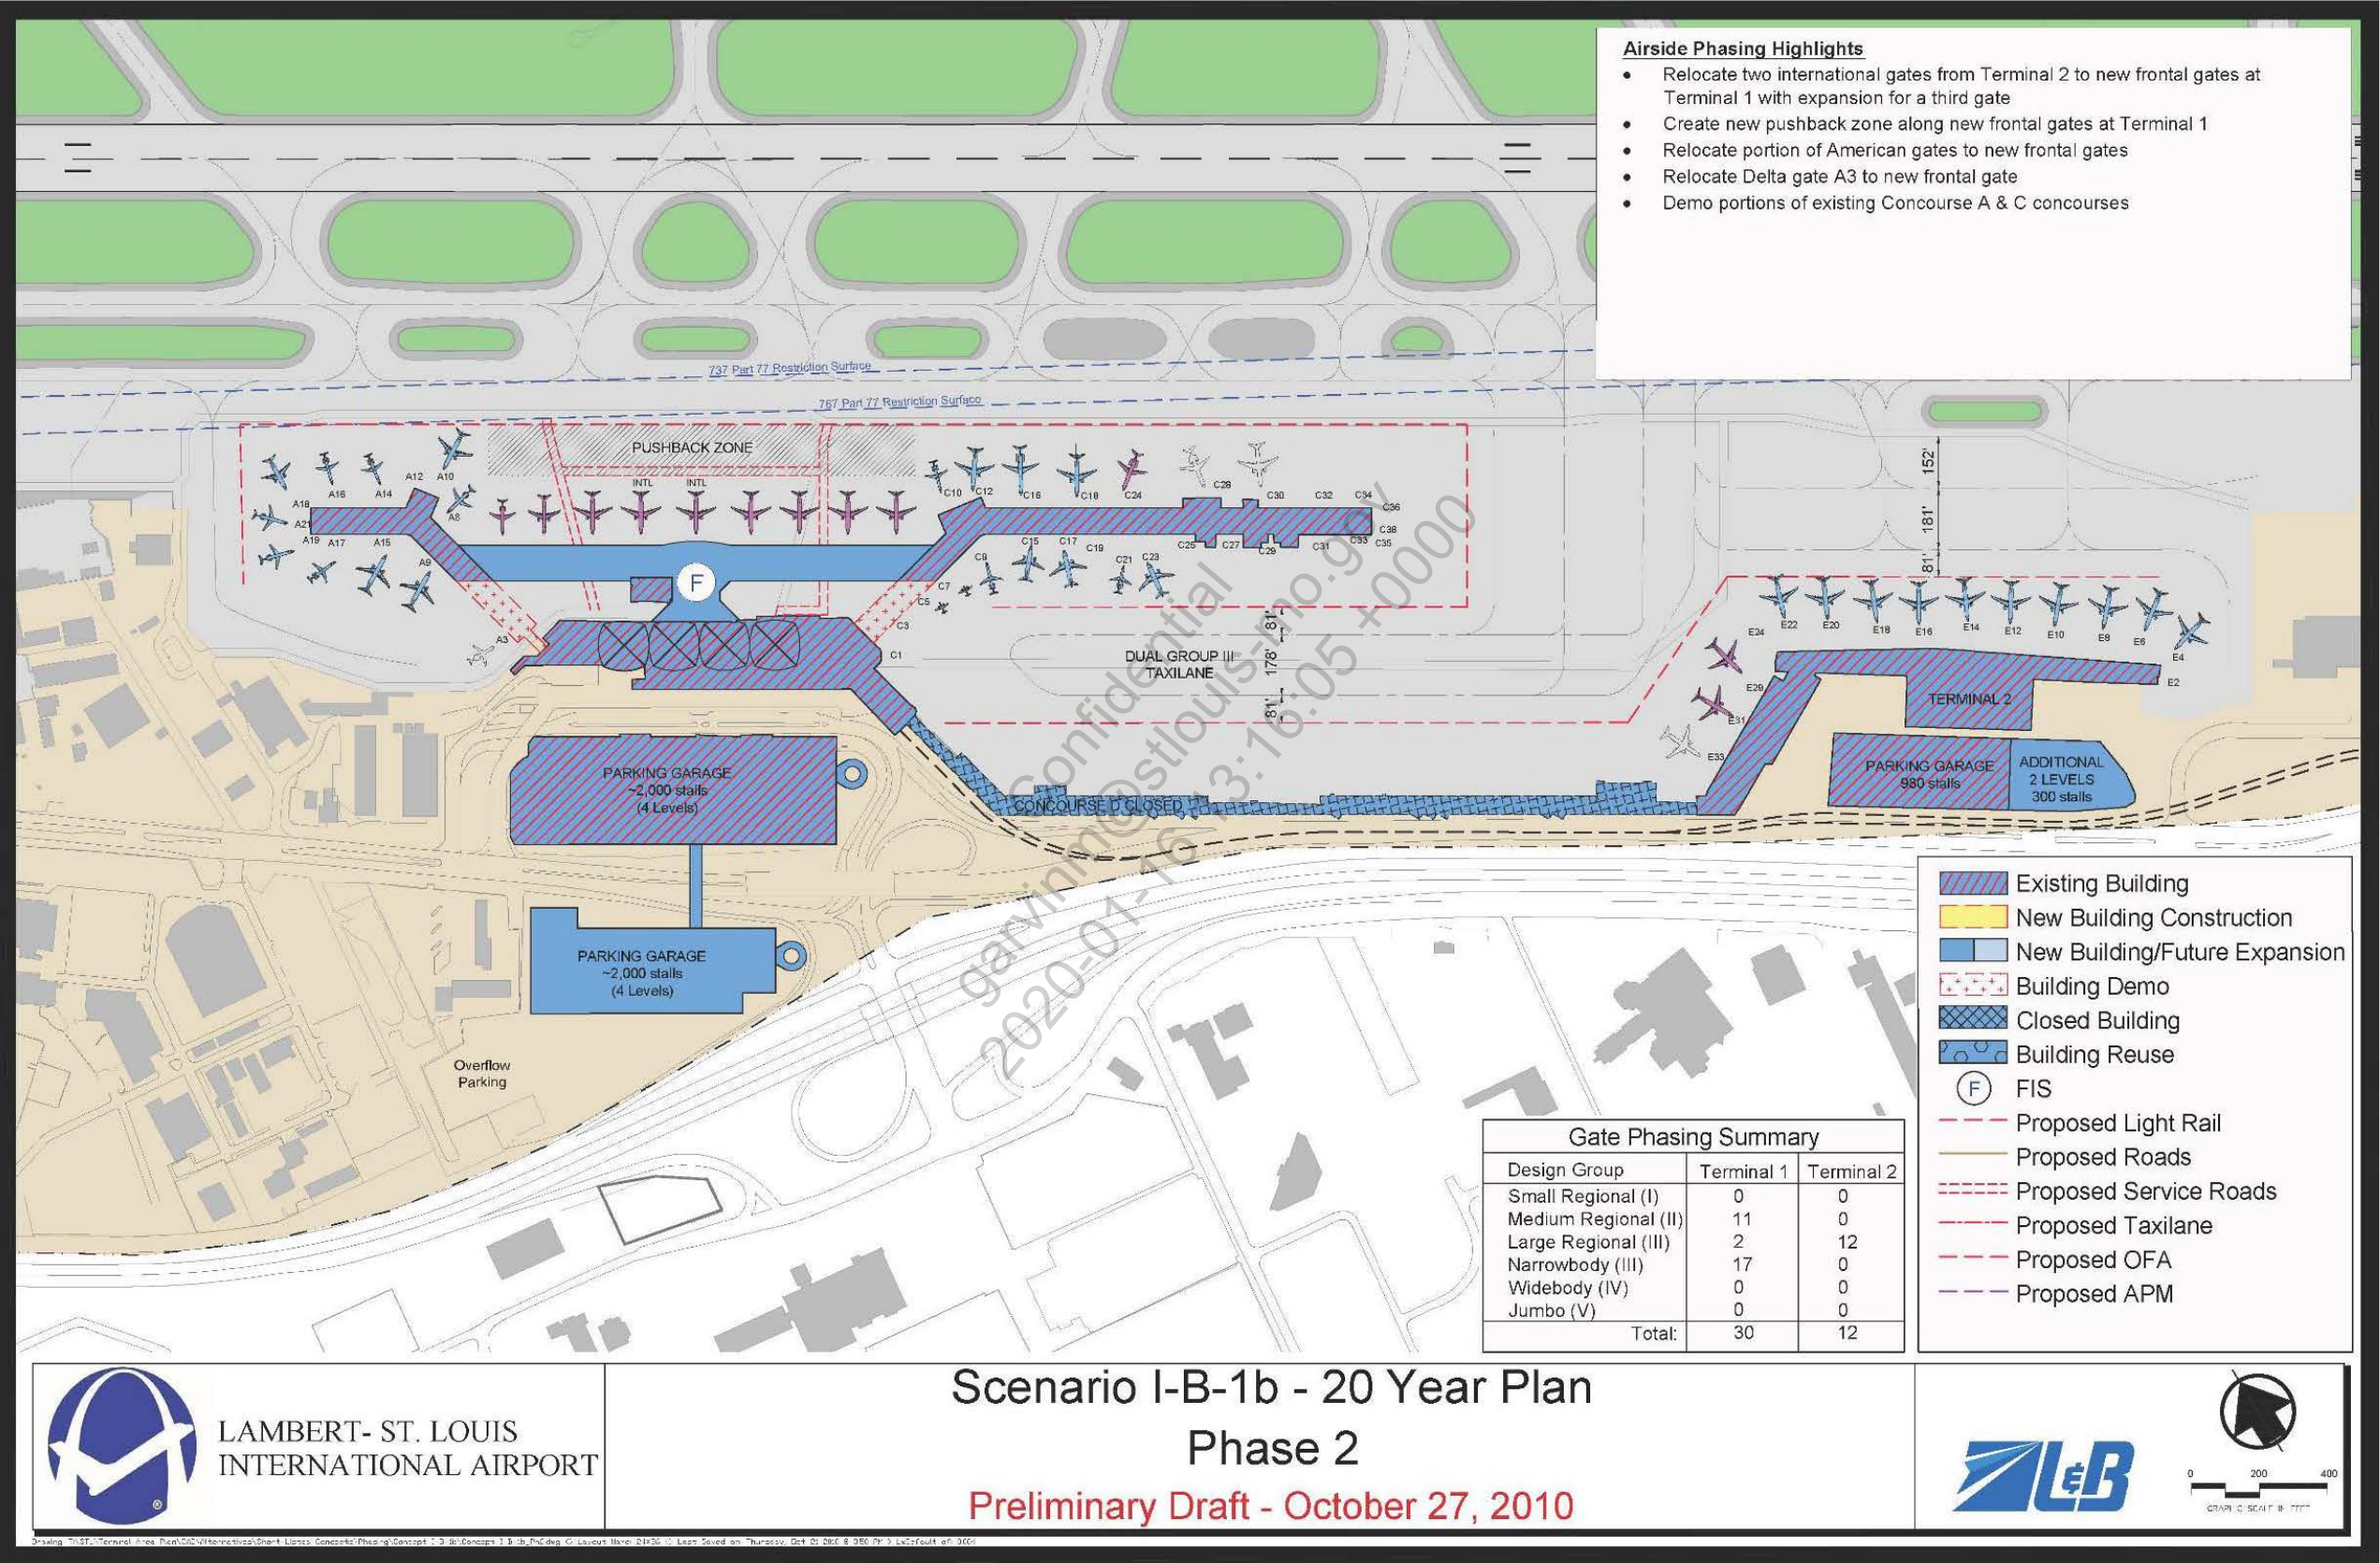 Airside Phasing Highlights
• Relocate two international gates from Terminal 2 to new frontal gates at
Terminal 1 with expansion for a third gate
• Create new pushback zone along new frontal gates at Terminal 1
• Relocate portion of American gates to new frontal gates
• Relocate Delta gate A3 to new frontal gate
• Demo portions of existing Concourse A & C concourses
737 Part 77 Restriction Surface
767 Part 77 Restriction Surface
PUSHBACK ZONE
INTL INTL
A12 A10
A16 A14
A18
A8
A21
A19 A17 A15
A9
A3
C10 C12 C16 C18 C24
C28
C30 C32 C34
C36
C38
C33 C35
C15 C17 C19
C25 C27 C29 C31
C9
C21 C23
C7
C5
C3
C1
F
152'
181'
81'
81'
178'
81'
DUAL GROUP III
TAXILANE
E24 E22 E20 E18 E16 E14 E12 E10 E8 E6
E4
E2
E29
E31
E33
TERMINAL 2
PARKING GARAGE
980 stalls
ADDITIONAL
2 LEVELS
300 stalls
PARKING GARAGE
~2,000 stalls
(4 Levels)
CONCOURSE D CLOSED
PARKING GARAGE
~2,000 stalls
(4 Levels)
Overflow
Parking
Confidential
garvinm@stlouis-mo.gov
2020-01-16 13:16:05 +0000
Existing Building
New Building Construction
New Building/Future Expansion
Building Demo
Closed Building
Building Reuse
F FIS
Proposed Light Rail
Proposed Roads
Proposed Service Roads
Proposed Taxilane
Proposed OFA
Proposed APM
Gate Phasing Summary
Design Group Terminal 1 Terminal 2
Small Regional (I) 0 0
Medium Regional (II) 11 0
Large Regional (III) 2 12
Narrowbody (III) 17 0
Widebody (IV) 0 0
Jumbo (V) 0 0
Total: 30 12
LAMBERT- ST. LOUIS
INTERNATIONAL AIRPORT
®
Scenario I-B-1b - 20 Year Plan
Phase 2
Preliminary Draft - October 27, 2010
L&B
0 200 400
GRAPHIC SCALE IN FEET